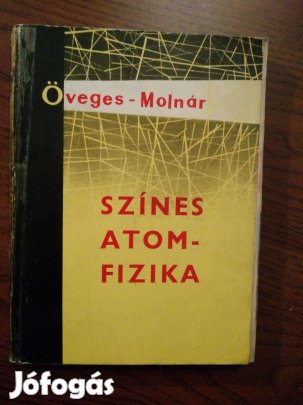 Öveges - Molnár
SZÍNES
ATOM-
FIZIKA
Jófogás